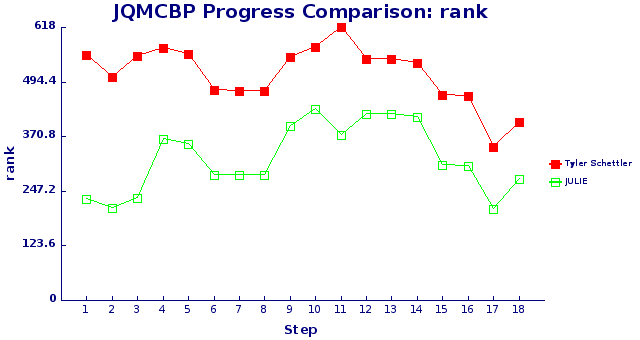 JQMCBP Progress Comparison: rank
618
494.4
370.8
247.2
123.6
0
rank
1 2 3 4 5 6 7 8 9 10 11 12 13 14 15 16 17 18
Step
Tyler Schettler
JULIE